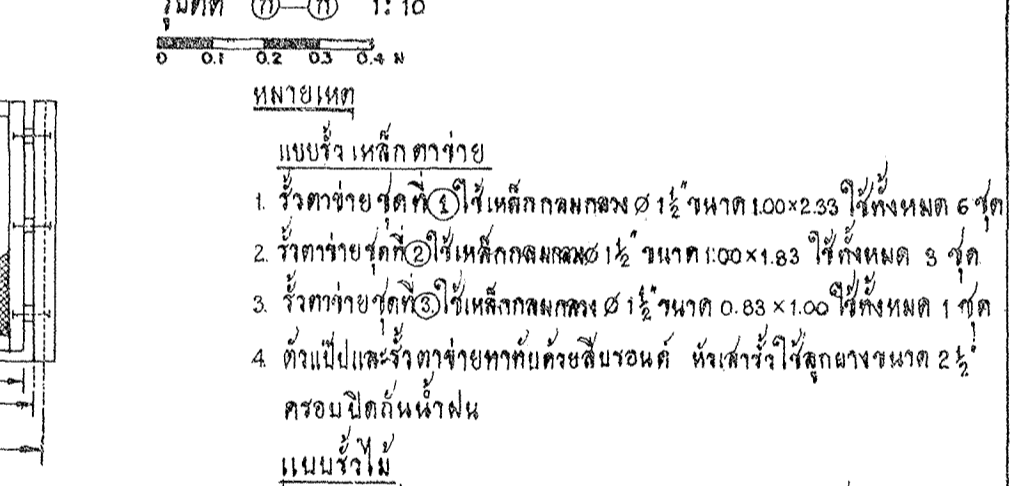 รูปตัด ก—ก 1:10
0 0.1 0.2 0.3 0.4 ม
หมายเหตุ
แบบรั้วเหล็กตาข่าย
1. รั้วตาข่ายชุดที่ 1 ใช้เหล็กกลมกลวง Ø 1½" ขนาด 1.00×2.33 ใช้ทั้งหมด 6 ชุด
2. รั้วตาข่ายชุดที่ 2 ใช้เหล็กกลมกลวง Ø 1½" ขนาด 1.00×1.83 ใช้ทั้งหมด 3 ชุด
3. รั้วตาข่ายชุดที่ 3 ใช้เหล็กกลมกลวง Ø 1½" ขนาด 0.83×1.00 ใช้ทั้งหมด 1 ชุด
4. ตัวแป๊ปและรั้วตาข่ายทาทับด้วยสีบรอนด์ หัวเสารั้วใช้ลูกยางขนาด 2½"
ครอบปิดกันน้ำฝน
แบบรั้วไม้